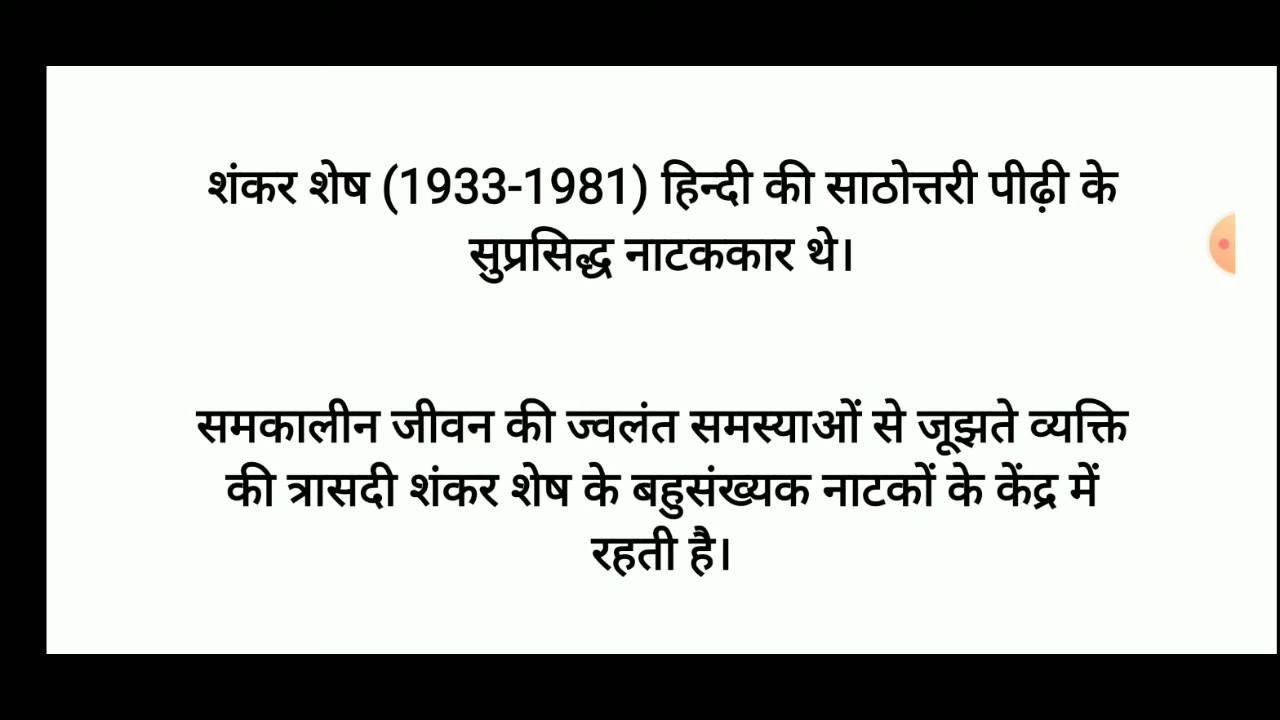 शंकर शेष (1933-1981) हिन्दी की साठोत्तरी पीढ़ी के
सुप्रसिद्ध नाटककार थे।
समकालीन जीवन की ज्वलंत समस्याओं से जूझते व्यक्ति
की त्रासदी शंकर शेष के बहुसंख्यक नाटकों के केंद्र में
रहती है।